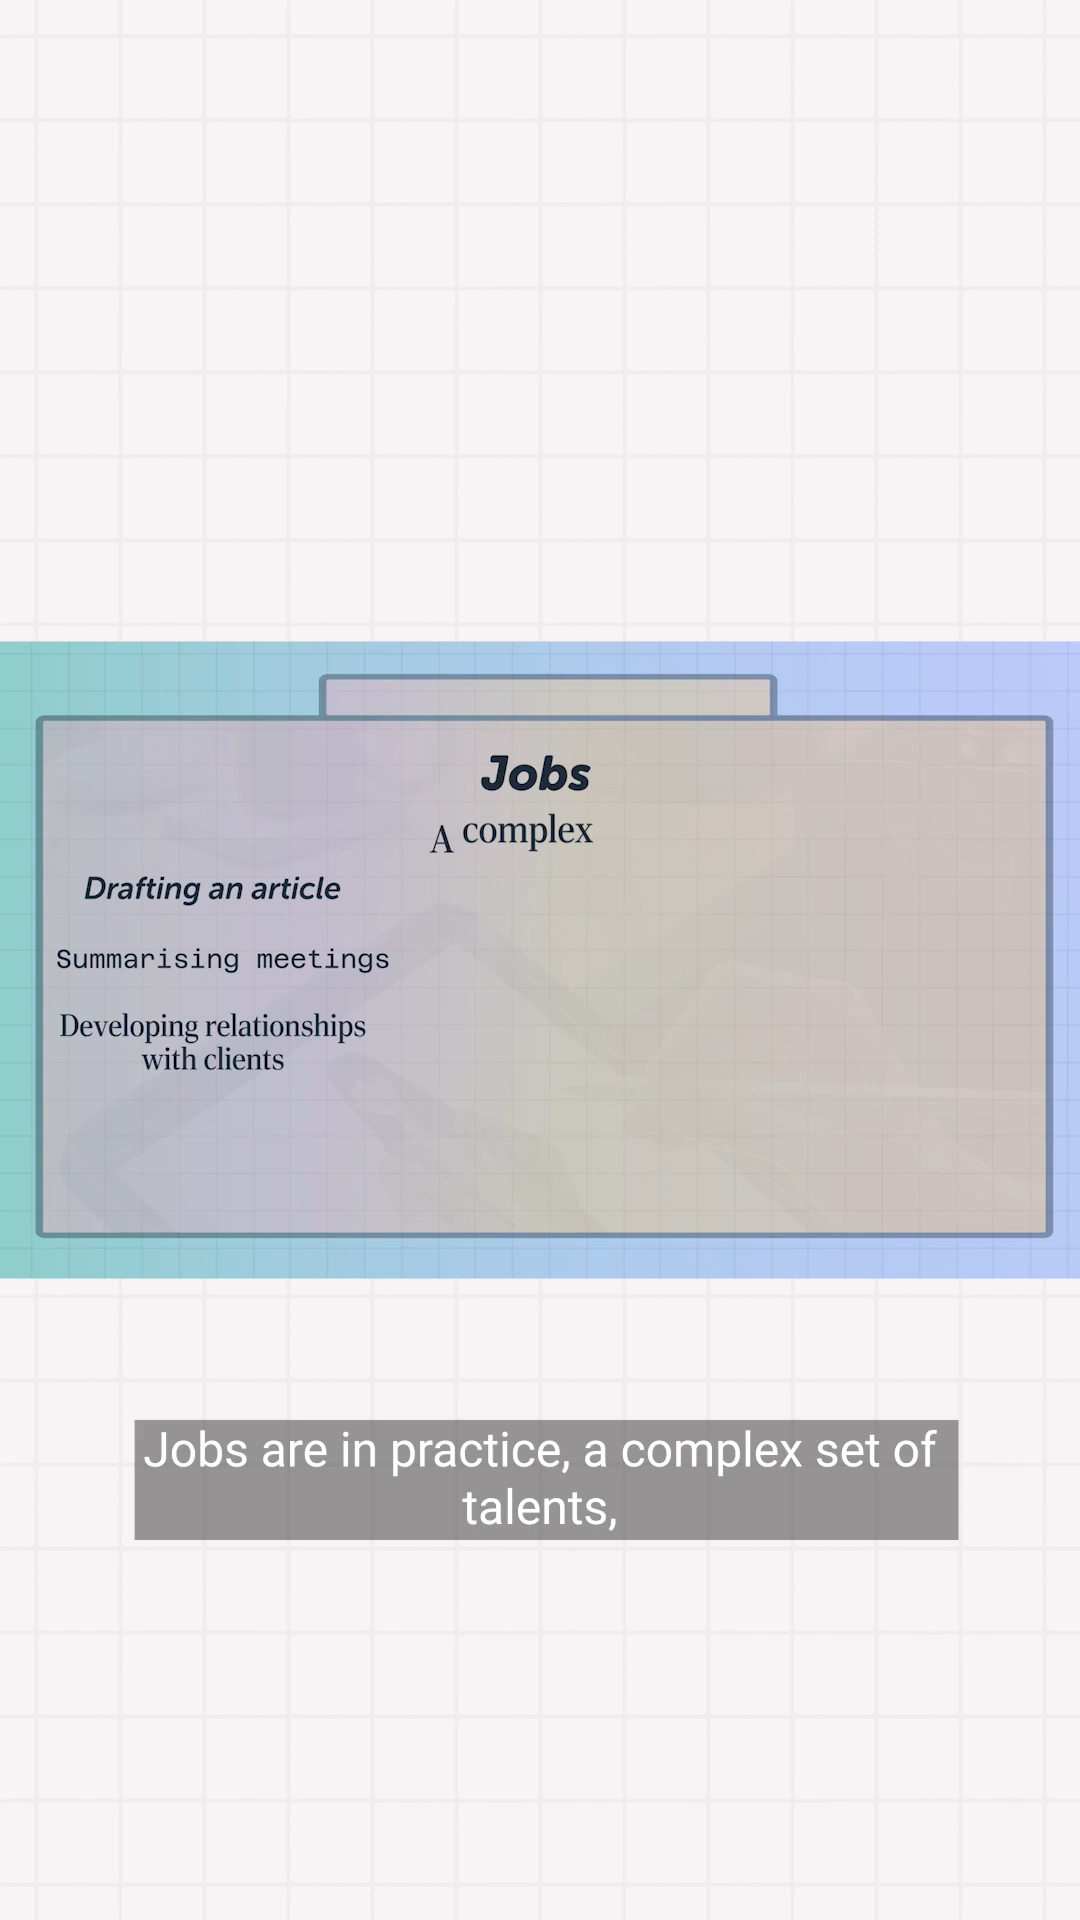 Jobs
A complex
Drafting an article
Summarising meetings
Developing relationships
with clients
Jobs are in practice, a complex set of
talents,